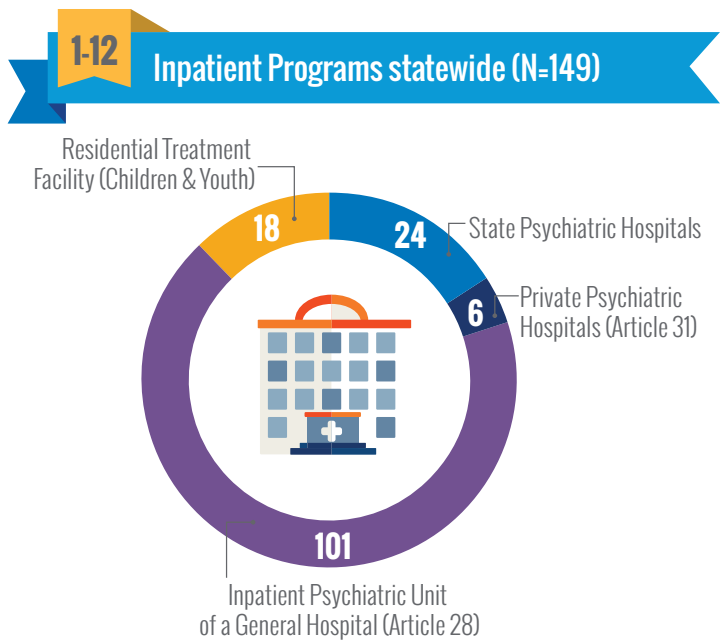 1-12
Inpatient Programs statewide (N=149)
Residential Treatment
Facility (Children & Youth)
18
24
State Psychiatric Hospitals
6
Private Psychiatric
Hospitals (Article 31)
101
Inpatient Psychiatric Unit
of a General Hospital (Article 28)